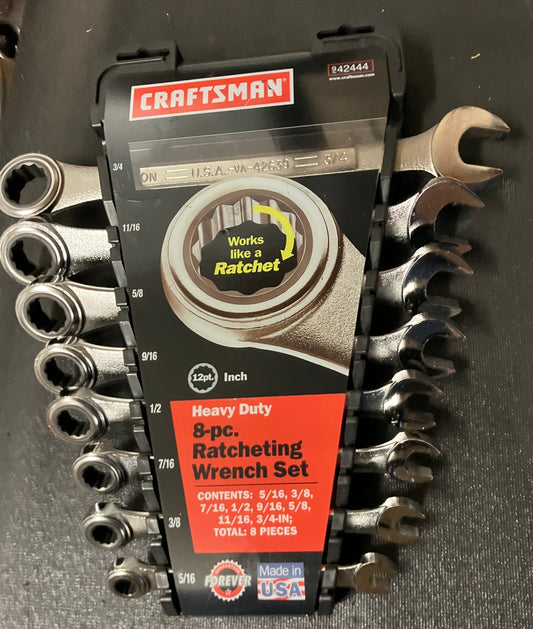 942444
www.craftsman.com
CRAFTSMAN
3/4
ON U.S.A.-VA-42639 3/4
11/16
Works
like a
Ratchet
5/8
9/16
12pt. Inch
1/2
Heavy Duty
8-pc.
Ratcheting
Wrench Set
7/16
CONTENTS: 5/16, 3/8,
7/16, 1/2, 9/16, 5/8,
11/16, 3/4-IN;
TOTAL: 8 PIECES
3/8
5/16
FOREVER
Made in
USA